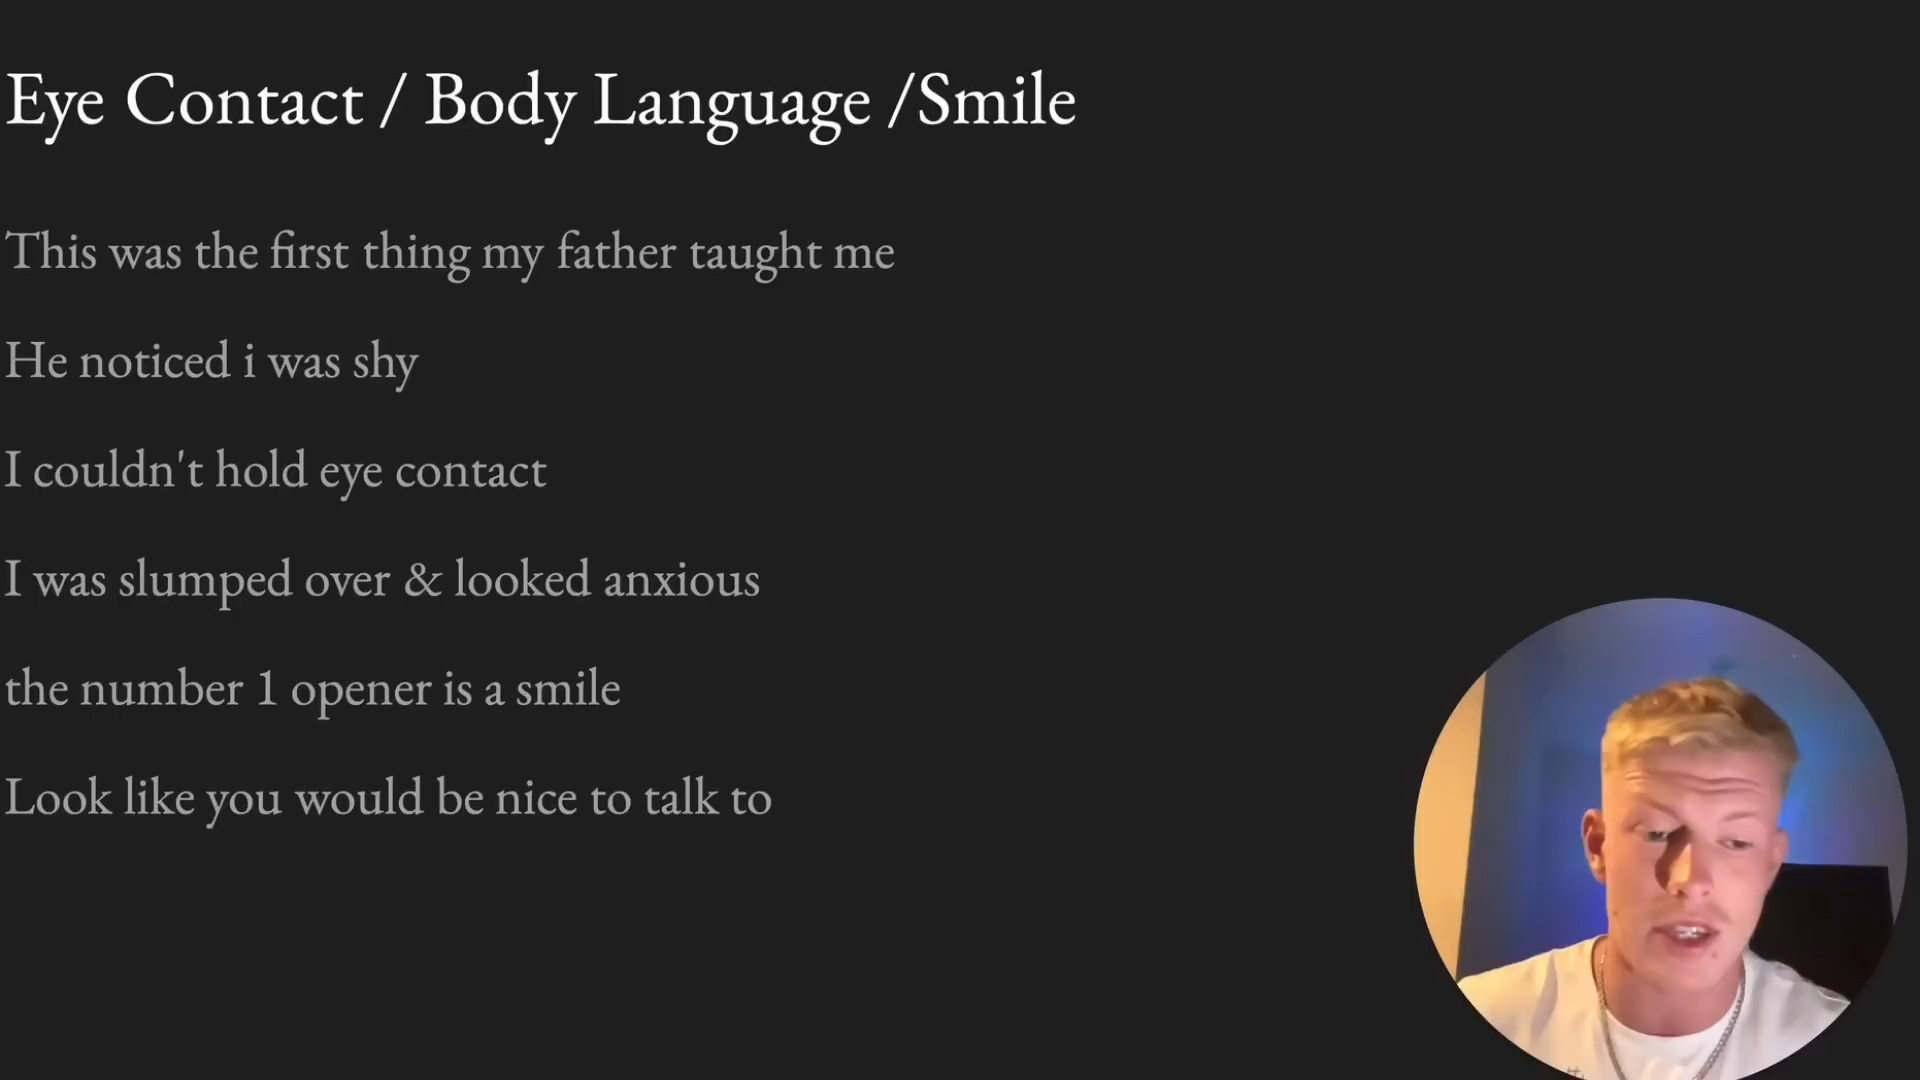 Eye Contact / Body Language /Smile
This was the first thing my father taught me
He noticed i was shy
I couldn't hold eye contact
I was slumped over & looked anxious
the number 1 opener is a smile
Look like you would be nice to talk to